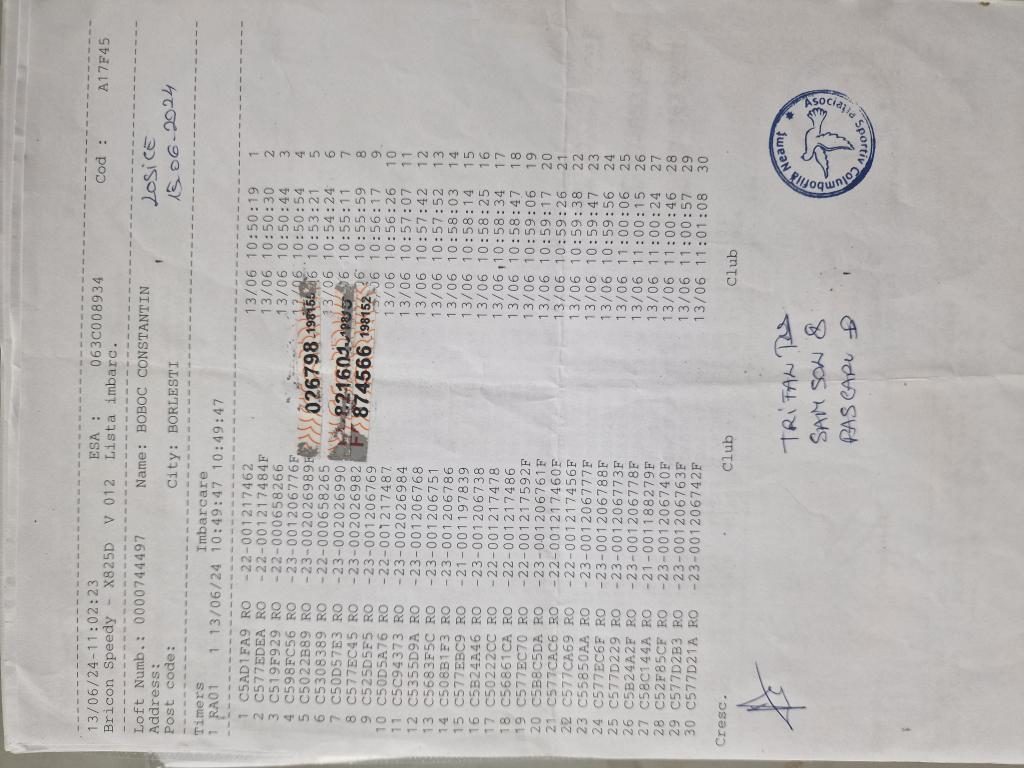 13/06/24-11:02:23 ESA : 063C008934 Cod : A17F45
Bricon Speedy - X825D V 012 Lista imbarc.
Loft Numb.: 0000744497 Name: BOBOC CONSTANTIN LOSICE
Address: 15-06-2024
Post code: City: BORLESTI
Timers Imbarcare
1 RA01 1 13/06/24 10:49:47 10:49:47
1 C5AD1FA9 RO -22-001217462 13/06 10:50:19 1
2 C577EDEA RO -22-001217484F 13/06 10:50:30 2
3 C519F929 RO -22-000658266 13/06 10:50:44 3
4 C598FC56 RO -23-001206776F 13/06 10:50:54 4
5 C5022B89 RO -23-002026989F 026798 10:53:21 5
6 C5308389 RO -22-000658265 13/06 10:54:24 6
7 C50D57E3 RO -23-002026990 10:55:11 7
8 C577EC45 RO -23-002026982 F 874566 198152 10:55:59 8
9 C525D5F5 RO -23-001206769 13/06 10:56:17 9
10 C50D5A76 RO -22-001217487 13/06 10:56:26 10
11 C5C94373 RO -23-002026984 13/06 10:57:07 11
12 C5355D9A RO -23-001206768 13/06 10:57:42 12
13 C5683F5C RO -23-001206751 13/06 10:57:52 13
14 C508B1F3 RO -23-001206786 13/06 10:58:03 14
15 C577EBC9 RO -21-001197839 13/06 10:58:14 15
16 C5B24A46 RO -23-001206738 13/06 10:58:25 16
17 C50222CC RO -22-001217478 13/06 10:58:34 17
18 C56861CA RO -22-001217486 13/06 10:58:47 18
19 C577EC70 RO -22-001217592F 13/06 10:59:06 19
20 C5B8C5DA RO -23-001206761F 13/06 10:59:17 20
21 C577CAC6 RO -22-001217460F 13/06 10:59:26 21
22 C577CA69 RO -22-001217456F 13/06 10:59:38 22
23 C55850AA RO -23-001206777F 13/06 10:59:47 23
24 C577EC6F RO -23-001206788F 13/06 10:59:56 24
25 C577D229 RO -23-001206773F 13/06 11:00:06 25
26 C5B24A2F RO -23-001206778F 13/06 11:00:15 26
27 C58C144A RO -21-001188279F 13/06 11:00:24 27
28 C52F85CF RO -23-001206740F 13/06 11:00:46 28
29 C577D2B3 RO -23-001206763F 13/06 11:00:57 29
30 C577D21A RO -23-001206742F 13/06 11:01:08 30
Cresc. Club Club
TRIFAN
SAMSON
PASCARU
Asociatia Sportiv Columbofilă Neamț